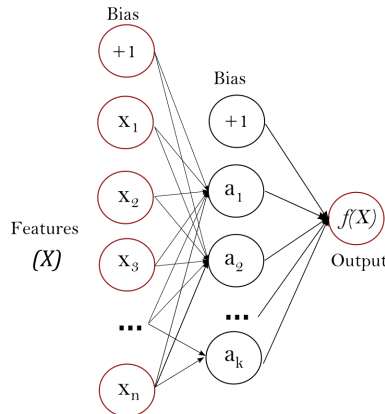 Bias
+1
x₁
x₂
x₃
...
xₙ
Features
(X)
Bias
+1
a₁
a₂
...
aₖ
f(X)
Output